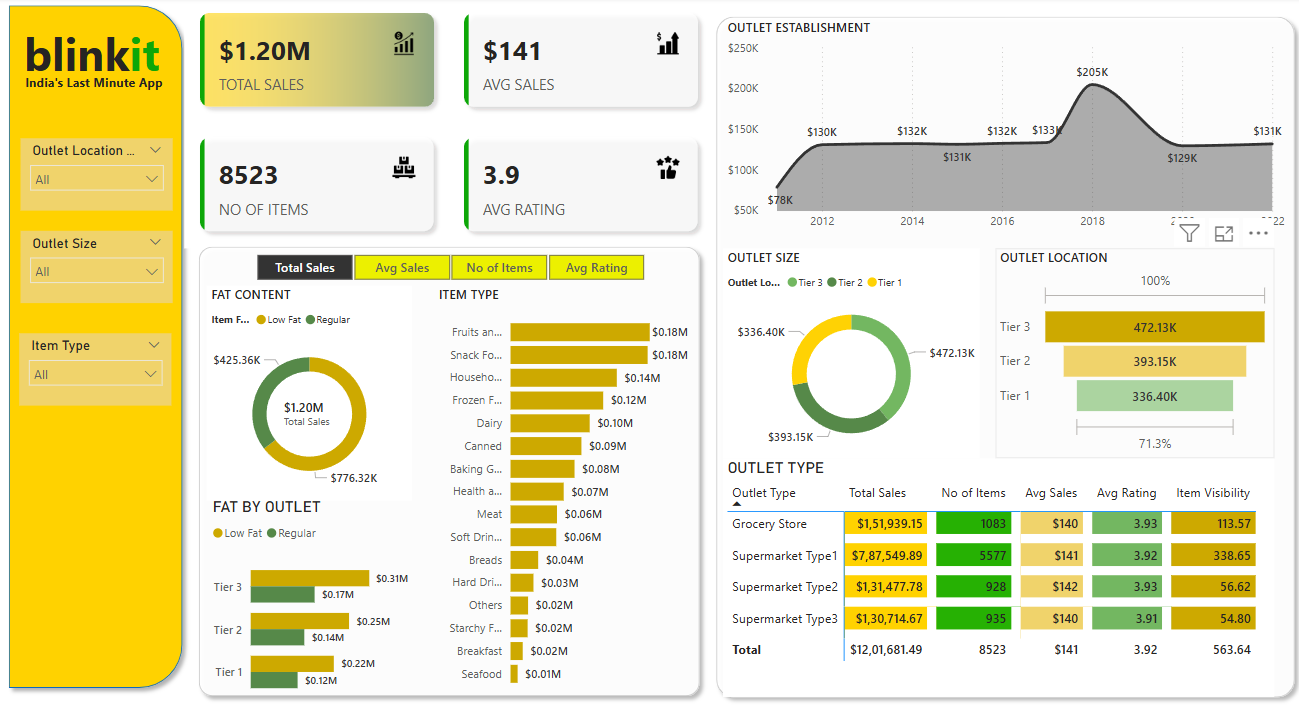 blinkit
India's Last Minute App
Outlet Location ...
All
Outlet Size
All
Item Type
All
$1.20M
TOTAL SALES
$141
AVG SALES
8523
NO OF ITEMS
3.9
AVG RATING
Total Sales
Avg Sales
No of Items
Avg Rating
FAT CONTENT
Item F... Low Fat Regular
$425.36K
$1.20M
Total Sales
$776.32K
FAT BY OUTLET
Low Fat Regular
Tier 3 $0.31M
$0.17M
Tier 2 $0.25M
$0.14M
Tier 1 $0.22M
$0.12M
ITEM TYPE
Fruits an... $0.18M
Snack Fo... $0.18M
Househo... $0.14M
Frozen F... $0.12M
Dairy $0.10M
Canned $0.09M
Baking G... $0.08M
Health a... $0.07M
Meat $0.06M
Soft Drin... $0.06M
Breads $0.04M
Hard Dri... $0.03M
Others $0.02M
Starchy F... $0.02M
Breakfast $0.02M
Seafood $0.01M
OUTLET ESTABLISHMENT
$250K
$200K
$150K
$100K
$50K
$78K
$130K
$132K
$131K
$132K
$133K
$205K
$129K
$131K
2012 2014 2016 2018
OUTLET SIZE
Outlet Lo... Tier 3 Tier 2 Tier 1
$336.40K
$472.13K
$393.15K
OUTLET LOCATION
100%
Tier 3 472.13K
Tier 2 393.15K
Tier 1 336.40K
71.3%
OUTLET TYPE
Outlet Type Total Sales No of Items Avg Sales Avg Rating Item Visibility
Grocery Store $1,51,939.15 1083 $140 3.93 113.57
Supermarket Type1 $7,87,549.89 5577 $141 3.92 338.65
Supermarket Type2 $1,31,477.78 928 $142 3.93 56.62
Supermarket Type3 $1,30,714.67 935 $140 3.91 54.80
Total $12,01,681.49 8523 $141 3.92 563.64